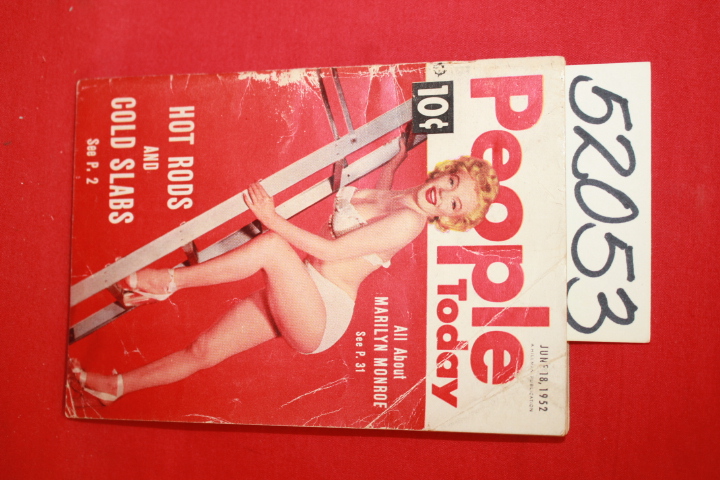 People
Today
10¢
JUNE 18, 1952
HOT RODS
AND
COLD SLABS
See P. 2
All About
MARILYN MONROE
See P. 31
52053